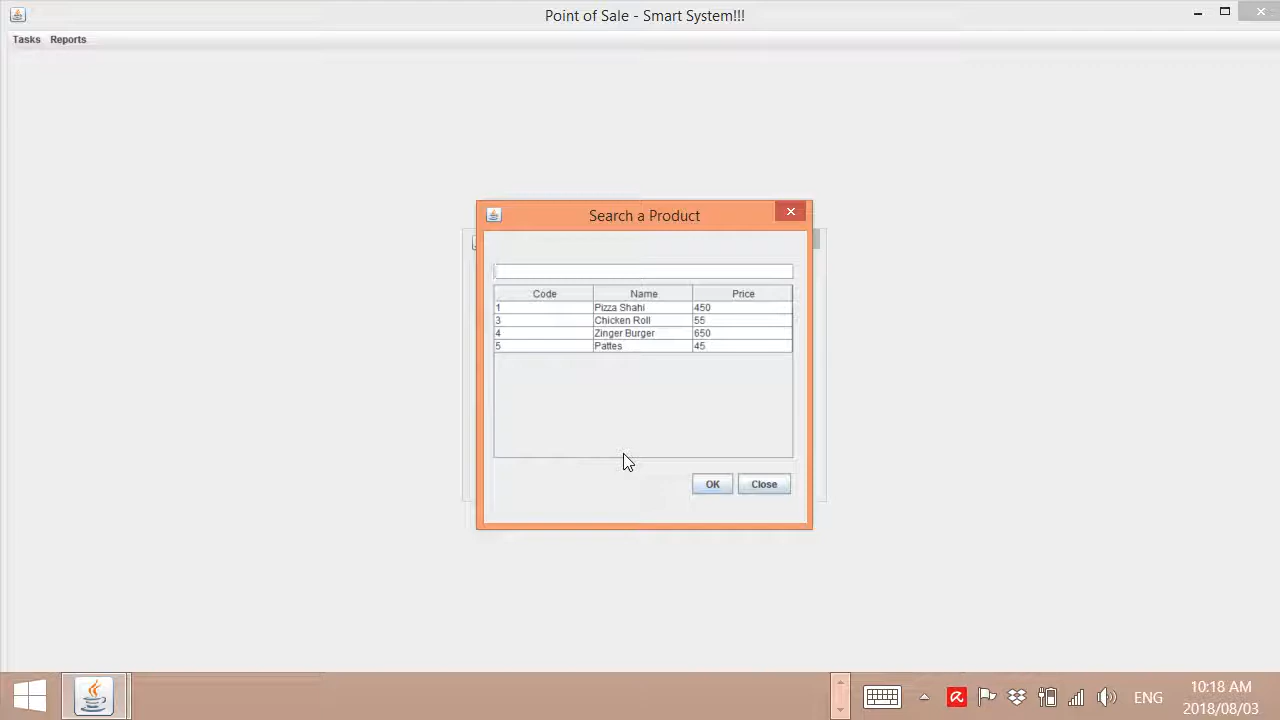 Point of Sale - Smart System!!!
Tasks Reports
Search a Product
Code Name Price
1 Pizza Shahi 450
3 Chicken Roll 55
4 Zinger Burger 650
5 Pattes 45
OK Close
ENG
10:18 AM
2018/08/03